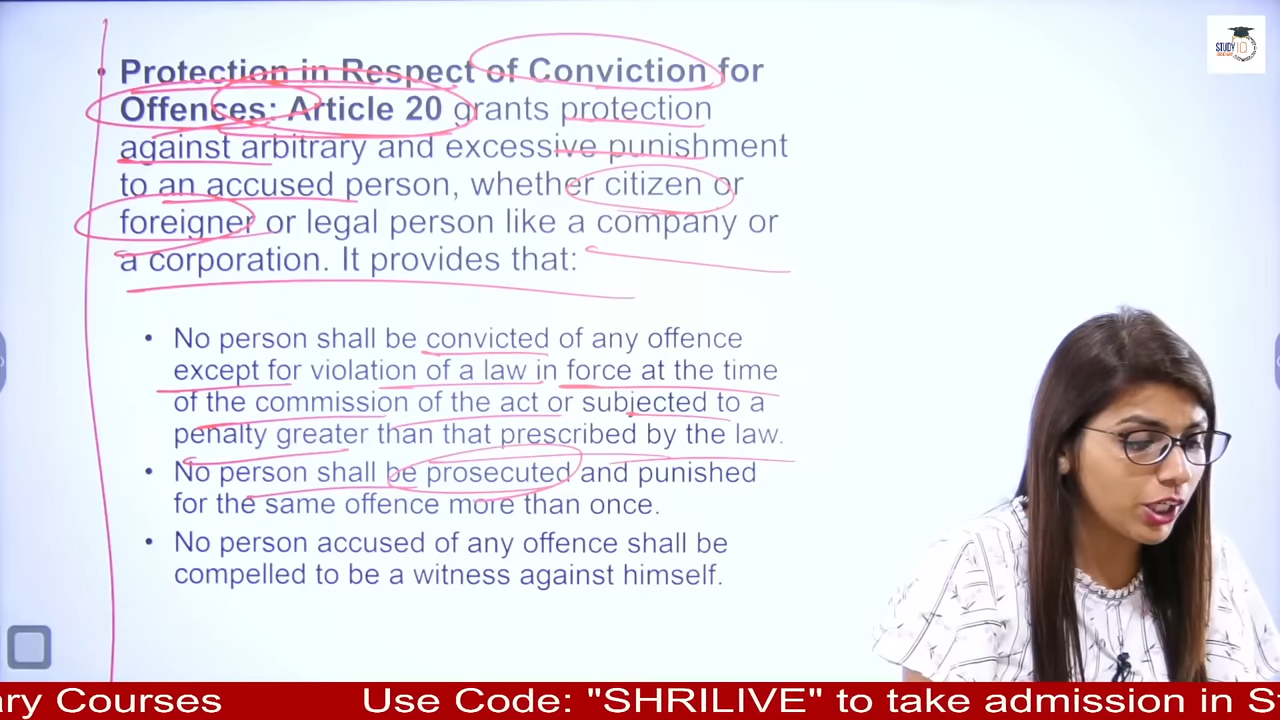 STUDY IQ
Protection in Respect of Conviction for
Offences: Article 20 grants protection
against arbitrary and excessive punishment
to an accused person, whether citizen or
foreigner or legal person like a company or
a corporation. It provides that:
• No person shall be convicted of any offence
except for violation of a law in force at the time
of the commission of the act or subjected to a
penalty greater than that prescribed by the law.
• No person shall be prosecuted and punished
for the same offence more than once.
• No person accused of any offence shall be
compelled to be a witness against himself.
ary Courses Use Code: "SHRILIVE" to take admission in S